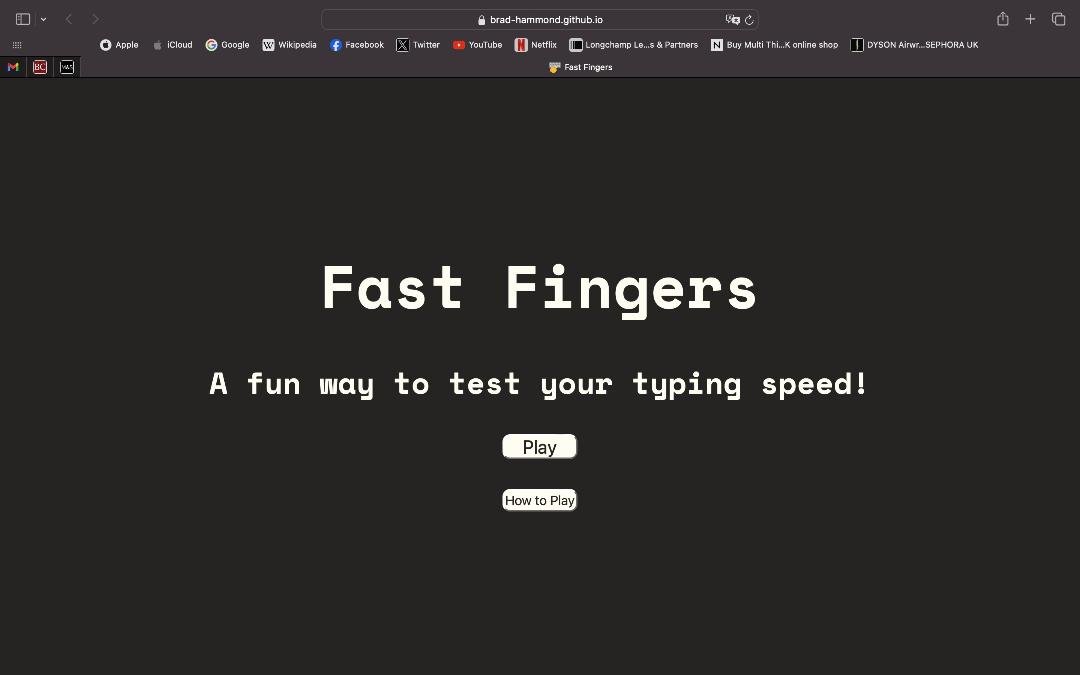 brad-hammond.github.io
Apple iCloud Google Wikipedia Facebook Twitter YouTube Netflix Longchamp Le...s & Partners Buy Multi Thi...K online shop DYSON Airwr...SEPHORA UK
BC M&S Fast Fingers
Fast Fingers
A fun way to test your typing speed!
Play
How to Play